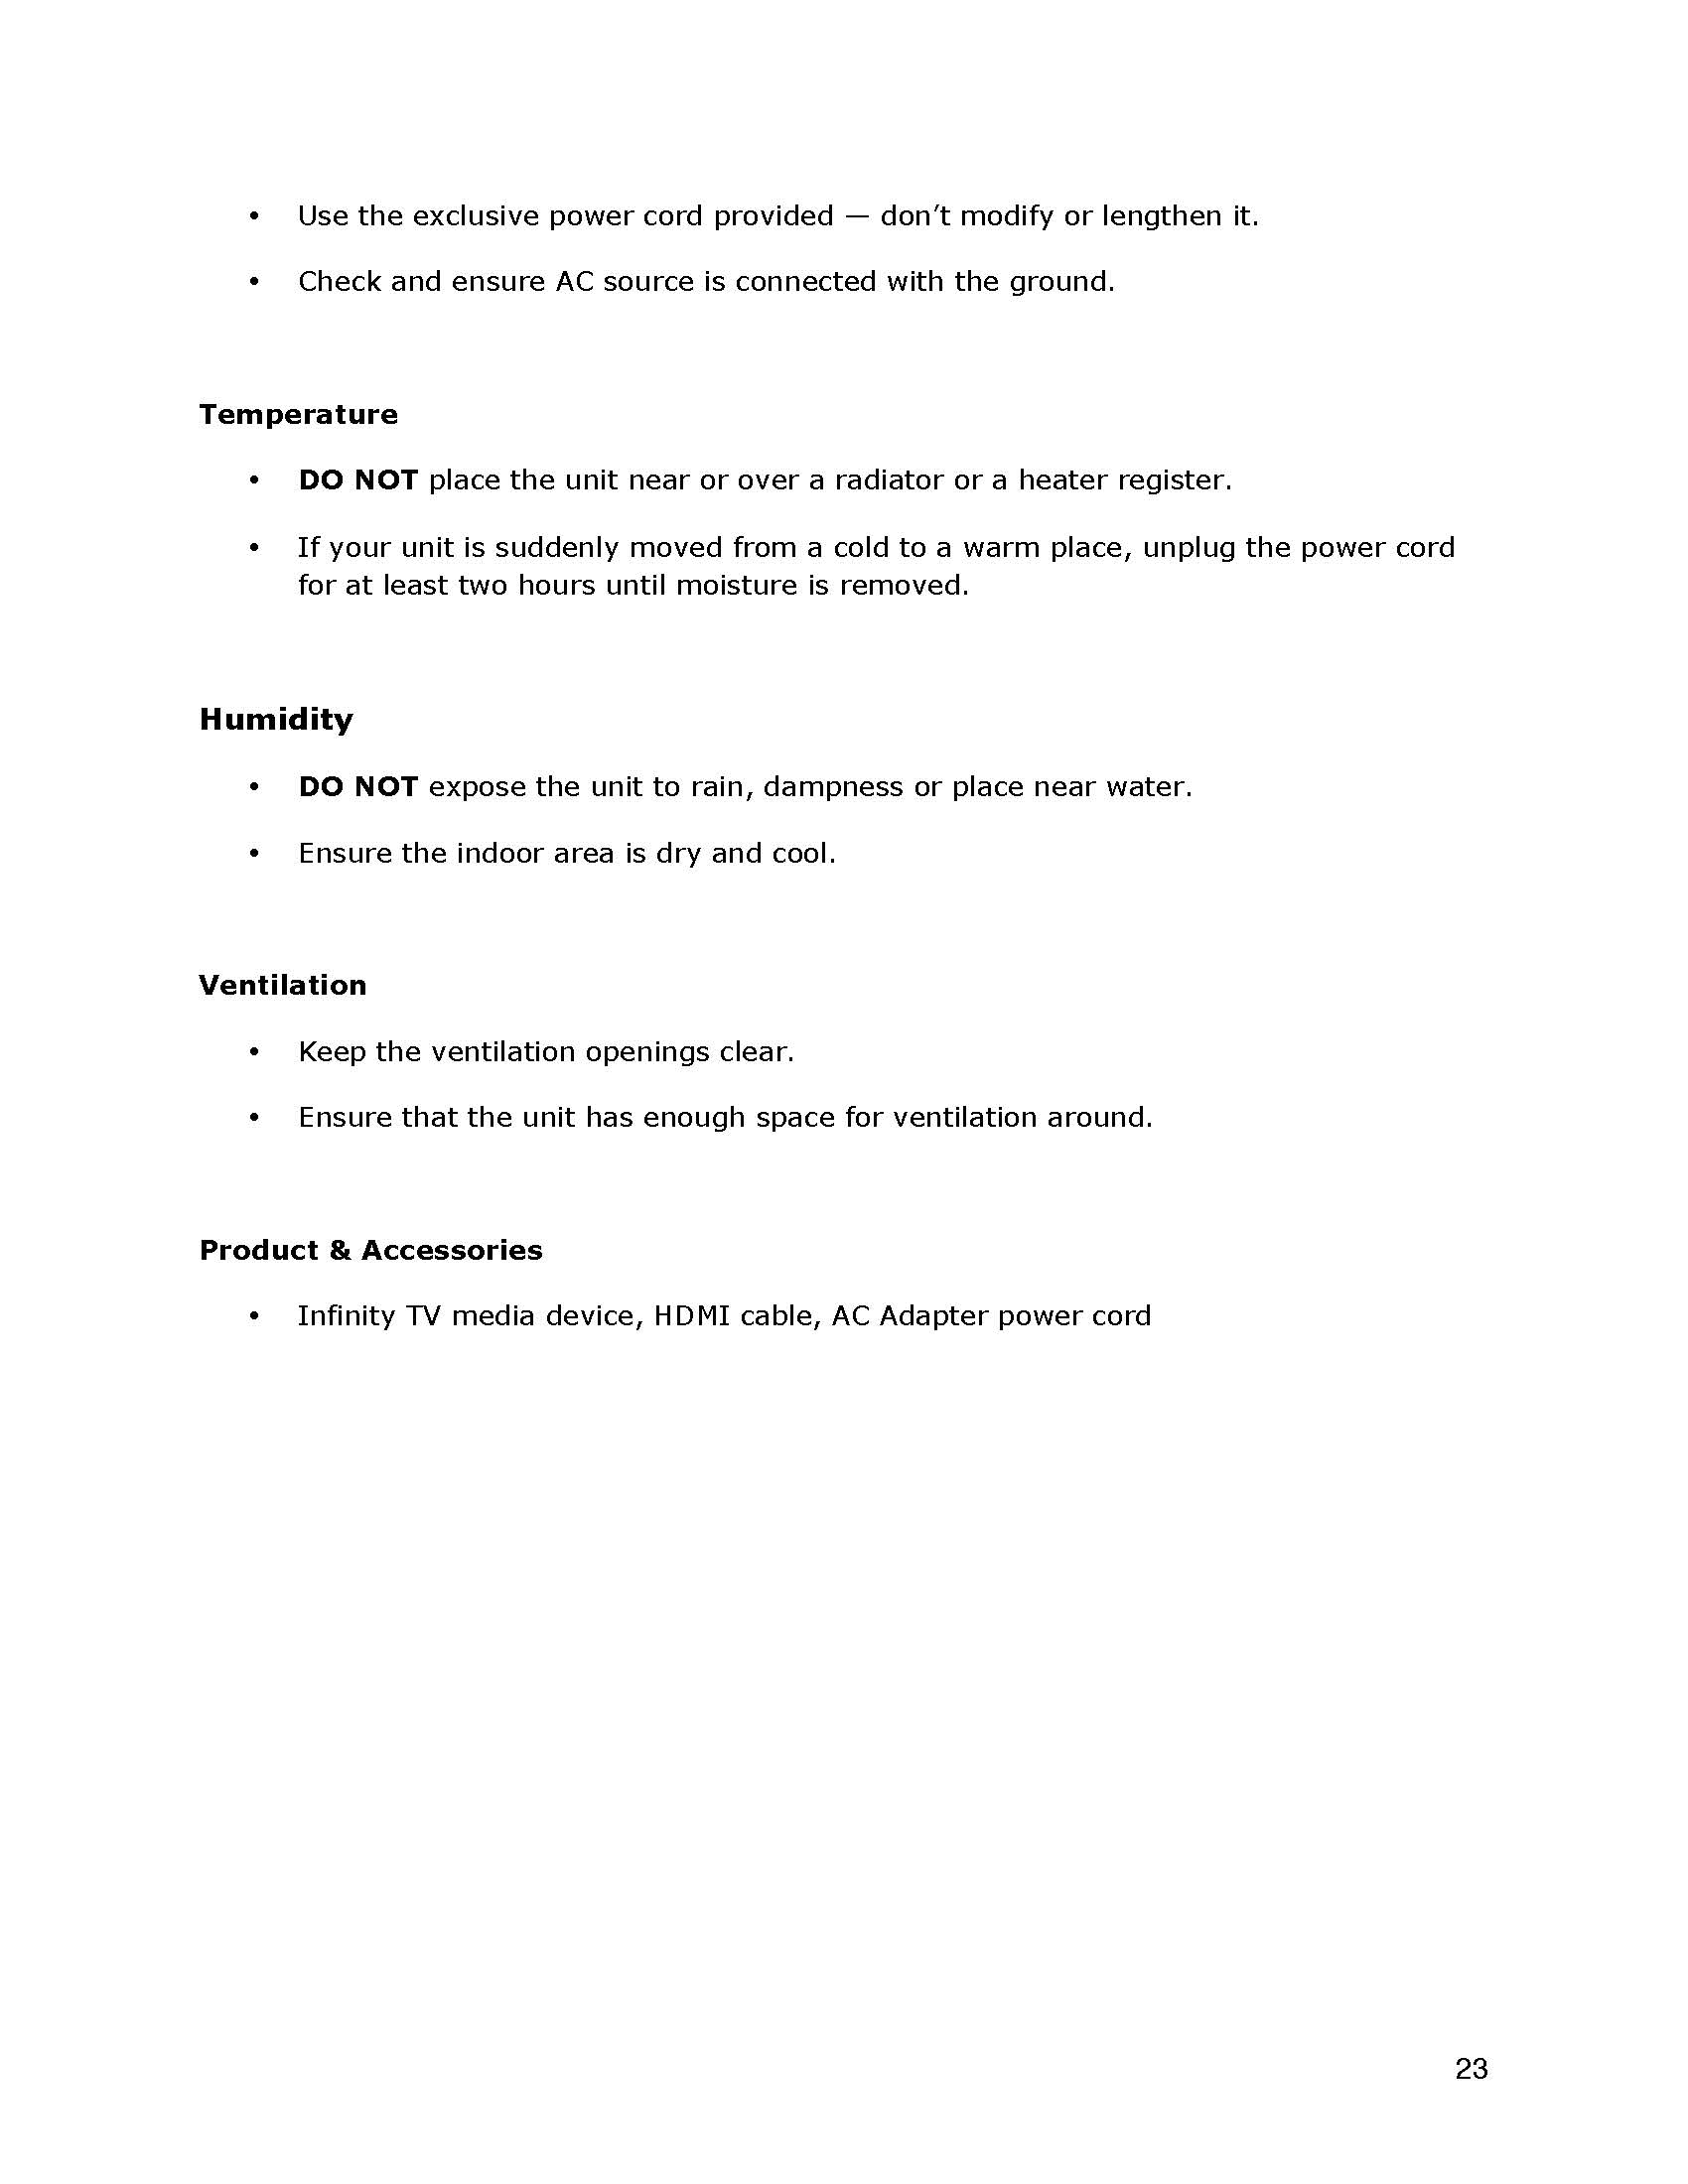 • Use the exclusive power cord provided — don’t modify or lengthen it.
• Check and ensure AC source is connected with the ground.
Temperature
• DO NOT place the unit near or over a radiator or a heater register.
• If your unit is suddenly moved from a cold to a warm place, unplug the power cord
for at least two hours until moisture is removed.
Humidity
• DO NOT expose the unit to rain, dampness or place near water.
• Ensure the indoor area is dry and cool.
Ventilation
• Keep the ventilation openings clear.
• Ensure that the unit has enough space for ventilation around.
Product & Accessories
• Infinity TV media device, HDMI cable, AC Adapter power cord
23